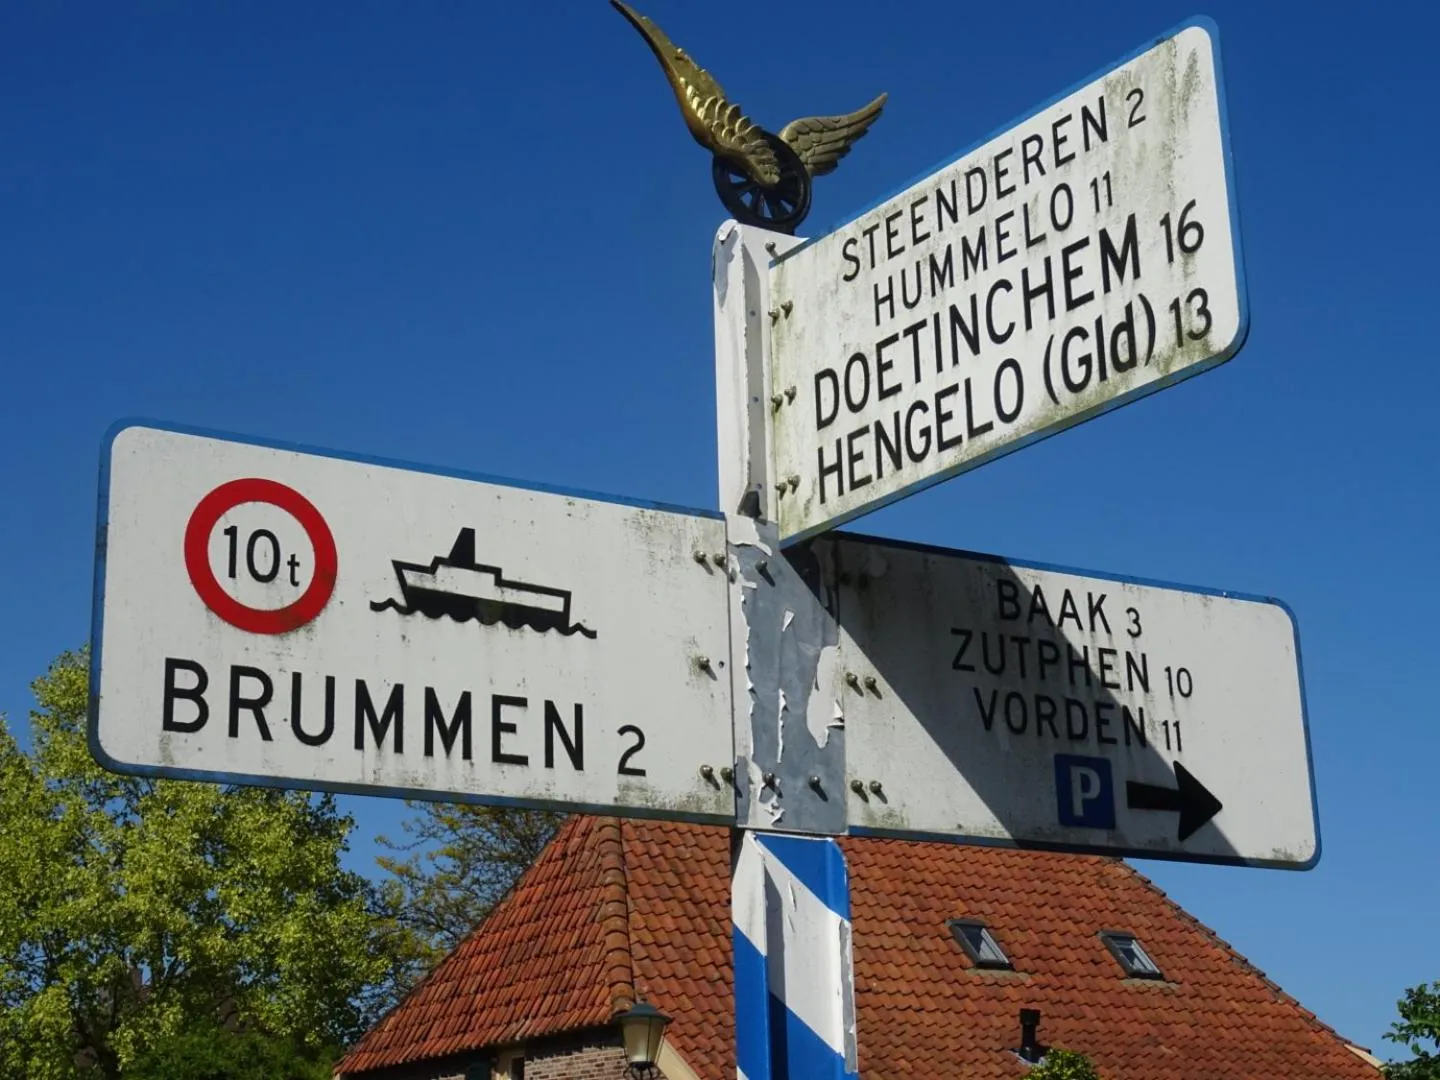 STEENDEREN 2
HUMMELO 11
DOETINCHEM 16
HENGELO (Gld) 13
10t
BRUMMEN 2
BAAK 3
ZUTPHEN 10
VORDEN 11
P